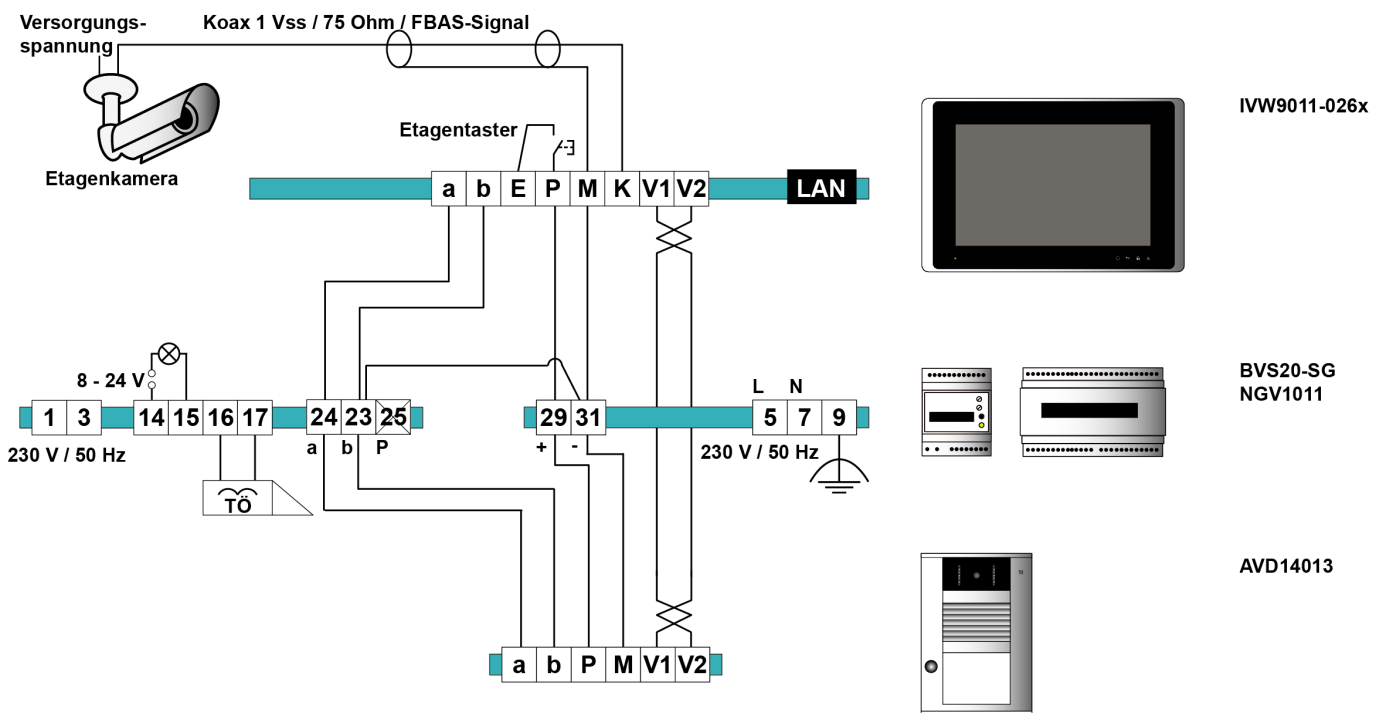 Versorgungs-
spannung
Koax 1 Vss / 75 Ohm / FBAS-Signal
Etagenkamera
Etagentaster
a b E P M K V1 V2
LAN
IVW9011-026x
8 - 24 V
1 3
14 15 16 17
24 23 25
a b P
29 31
+ -
L N
5 7 9
230 V / 50 Hz
230 V / 50 Hz
TÖ
BVS20-SG
NGV1011
a b P M V1 V2
AVD14013